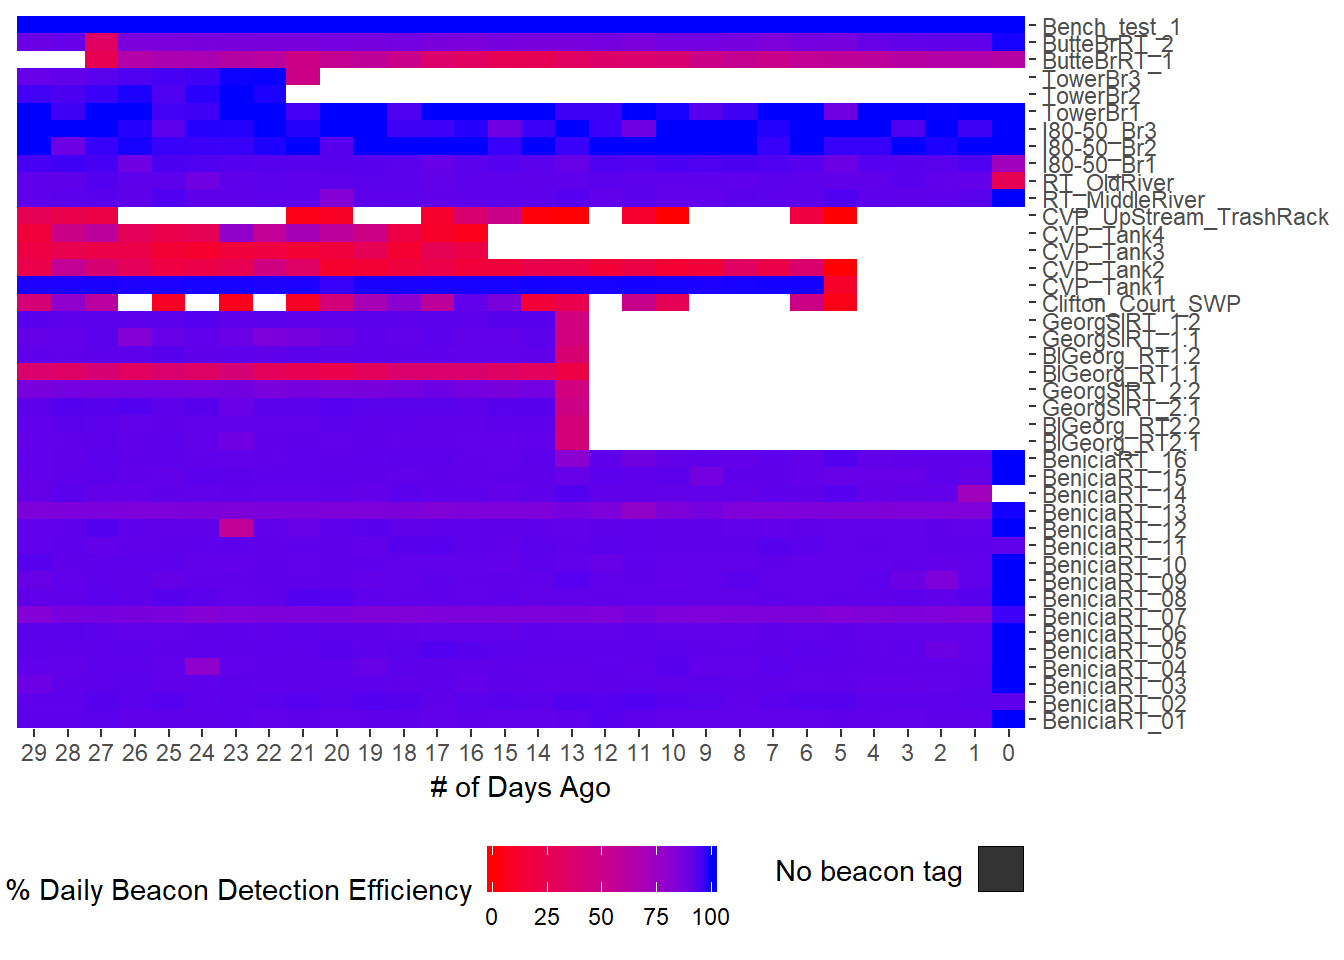 Bench_test_1
ButteBrRT_2
ButteBrRT_1
TowerBr3
TowerBr2
TowerBr1
I80-50_Br3
I80-50_Br2
I80-50_Br1
RT_OldRiver
RT_MiddleRiver
CVP_UpStream_TrashRack
CVP_Tank4
CVP_Tank3
CVP_Tank2
CVP_Tank1
Clifton_Court_SWP
GeorgSlRT_1.2
GeorgSlRT_1.1
BlGeorg_RT1.2
BlGeorg_RT1.1
GeorgSlRT_2.2
GeorgSlRT_2.1
BlGeorg_RT2.2
BlGeorg_RT2.1
BeniciaRT_16
BeniciaRT_15
BeniciaRT_14
BeniciaRT_13
BeniciaRT_12
BeniciaRT_11
BeniciaRT_10
BeniciaRT_09
BeniciaRT_08
BeniciaRT_07
BeniciaRT_06
BeniciaRT_05
BeniciaRT_04
BeniciaRT_03
BeniciaRT_02
BeniciaRT_01
29 28 27 26 25 24 23 22 21 20 19 18 17 16 15 14 13 12 11 10 9 8 7 6 5 4 3 2 1 0
# of Days Ago
% Daily Beacon Detection Efficiency
0 25 50 75 100
No beacon tag